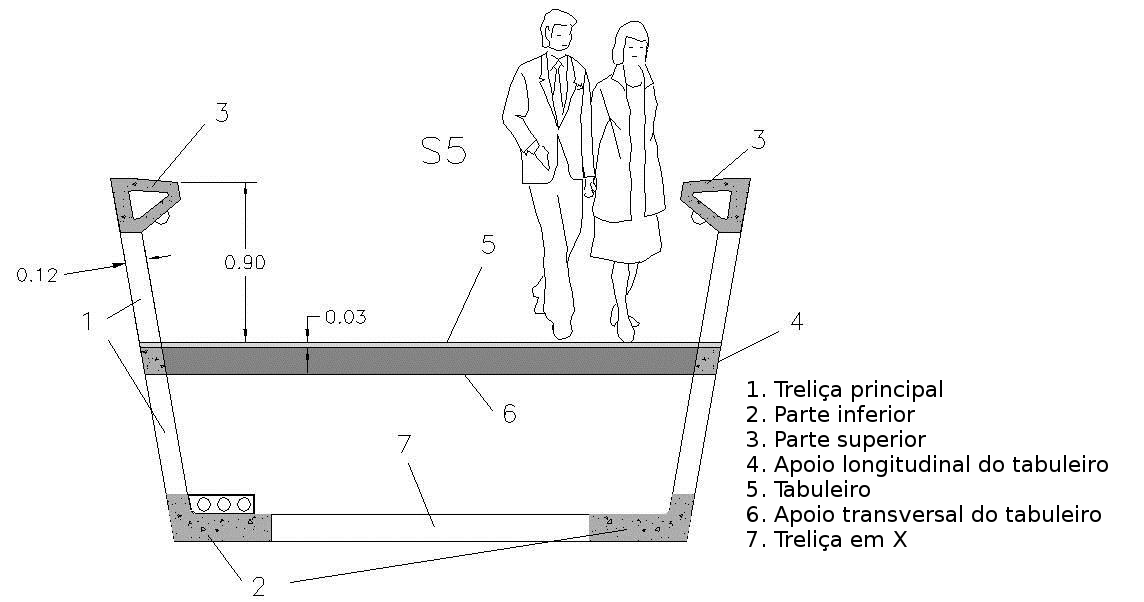 3
S5
3
5
0.12
0.90
0.03
1
4
6
7
2
1. Treliça principal
2. Parte inferior
3. Parte superior
4. Apoio longitudinal do tabuleiro
5. Tabuleiro
6. Apoio transversal do tabuleiro
7. Treliça em X